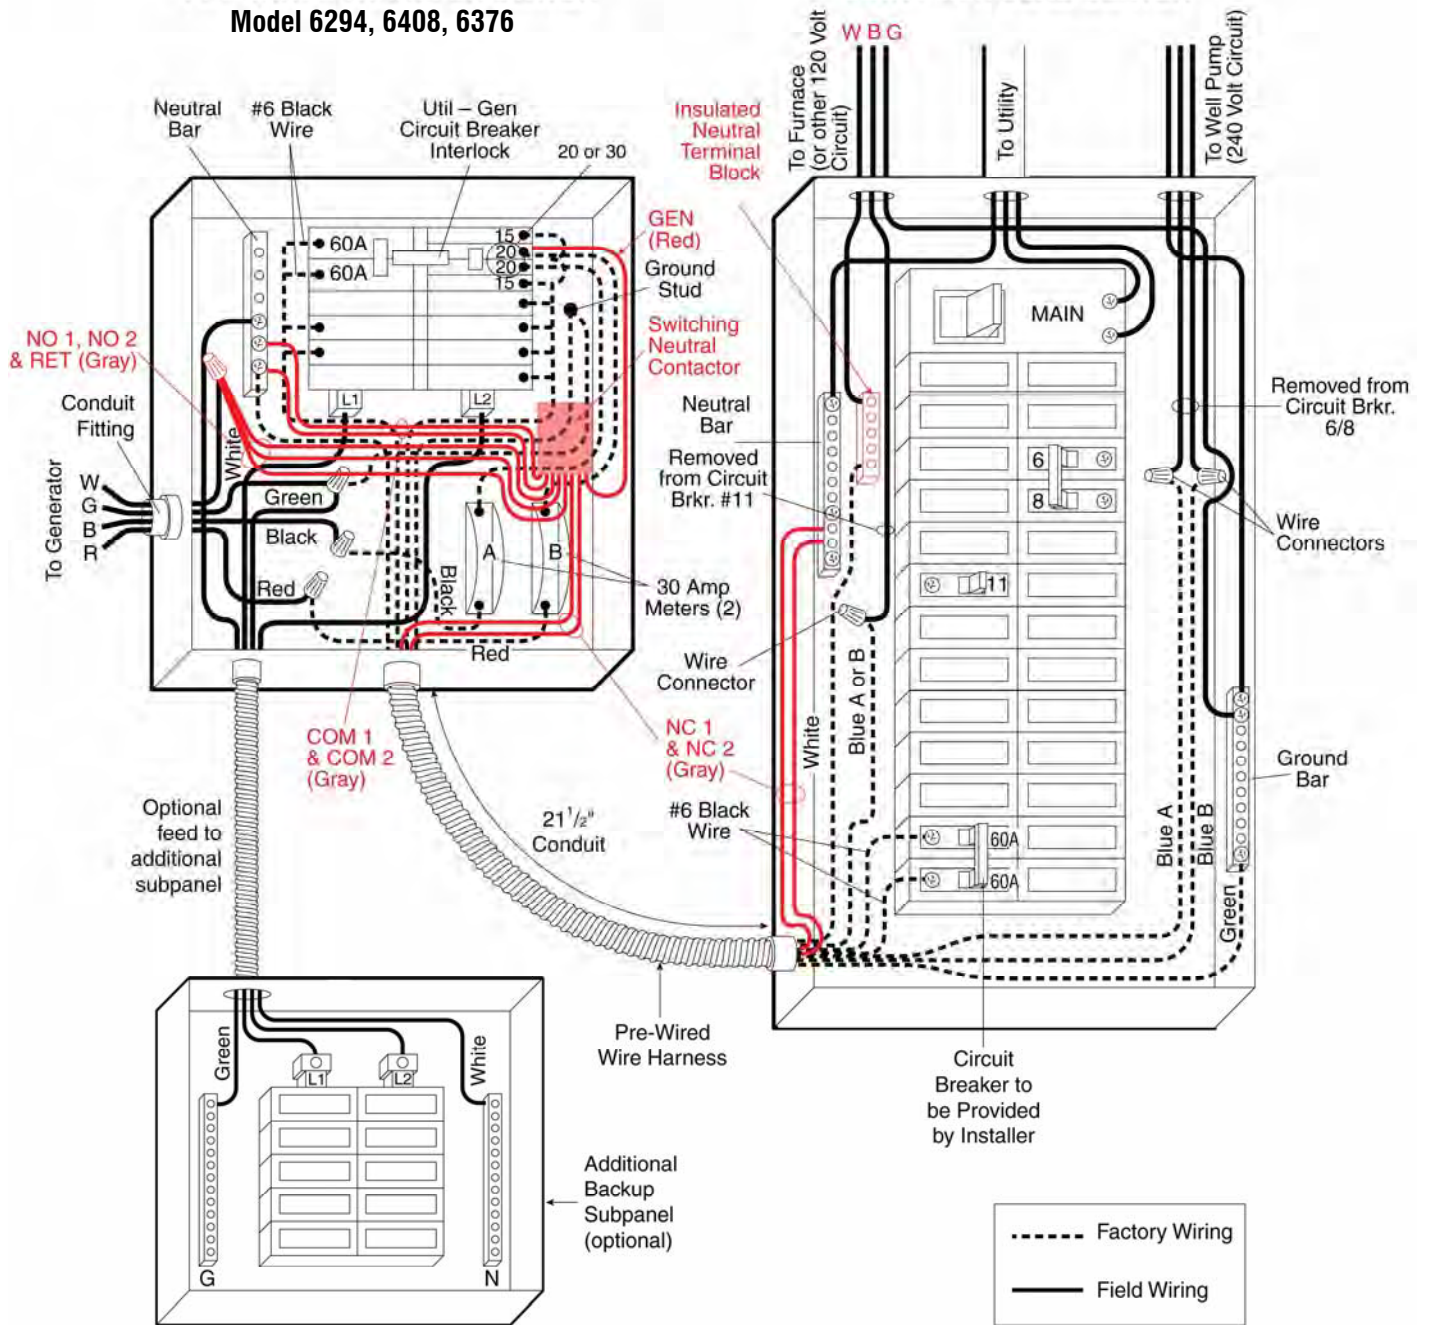 Model 6294, 6408, 6376
Neutral
Bar
#6 Black
Wire
Util – Gen
Circuit Breaker
Interlock
20 or 30
60A
60A
15
20
20
15
GEN
(Red)
Ground
Stud
Switching
Neutral
Contactor
NO 1, NO 2
& RET (Gray)
Conduit
Fitting
To Generator
W
G
B
R
White
L1
L2
Green
Black
Red
Black
A
B
30 Amp
Meters (2)
Red
COM 1
& COM 2
(Gray)
NC 1
& NC 2
(Gray)
Optional
feed to
additional
subpanel
21 1/2"
Conduit
Pre-Wired
Wire Harness
Green
L1
L2
White
G
N
Additional
Backup
Subpanel
(optional)
W B G
To Furnace
(or other 120 Volt
Circuit)
To Utility
To Well Pump
(240 Volt Circuit)
Insulated
Neutral
Terminal
Block
MAIN
Neutral
Bar
Removed
from Circuit
Brkr. #11
6
8
11
Removed from
Circuit Brkr.
6/8
Wire
Connectors
Wire
Connector
White
Blue A or B
#6 Black
Wire
60A
60A
Blue A
Blue B
Green
Ground
Bar
Circuit
Breaker to
be Provided
by Installer
Factory Wiring
Field Wiring